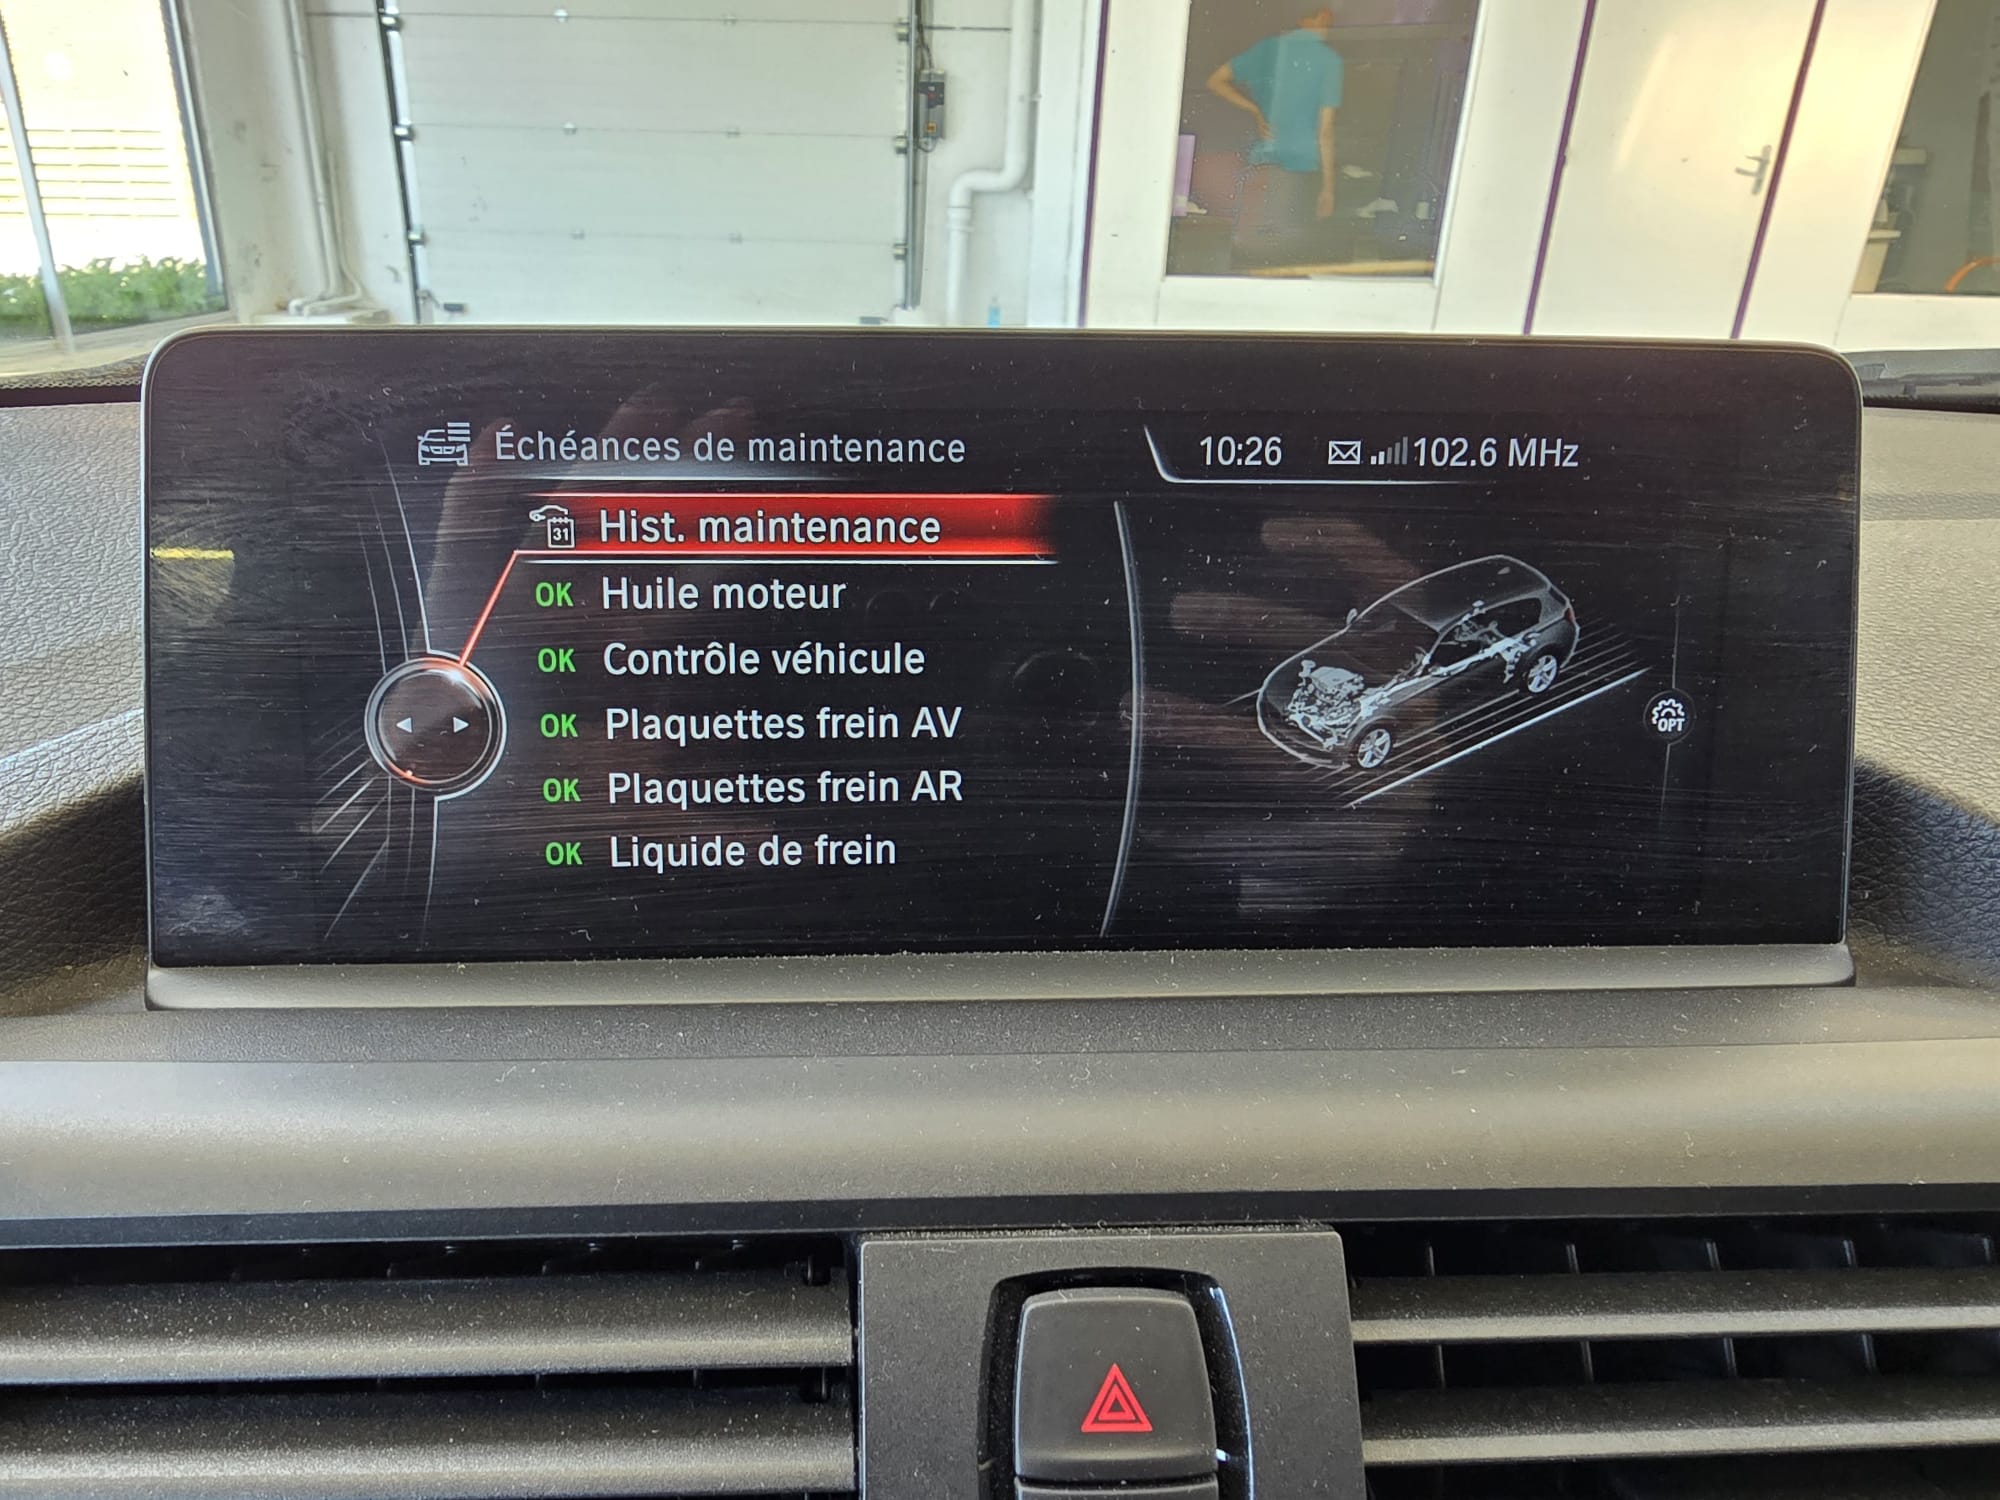 Échéances de maintenance
10:26 102.6 MHz
31 Hist. maintenance
OK Huile moteur
OK Contrôle véhicule
OK Plaquettes frein AV
OK Plaquettes frein AR
OK Liquide de frein
OPT